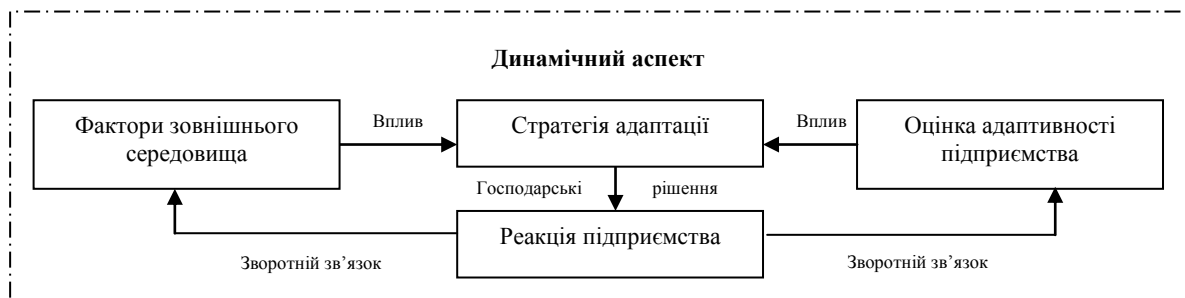 Динамічний аспект
Фактори зовнішнього
середовища
Вплив
Стратегія адаптації
Вплив
Оцінка адаптивності
підприємства
Господарські рішення
Реакція підприємства
Зворотній зв’язок
Зворотній зв’язок